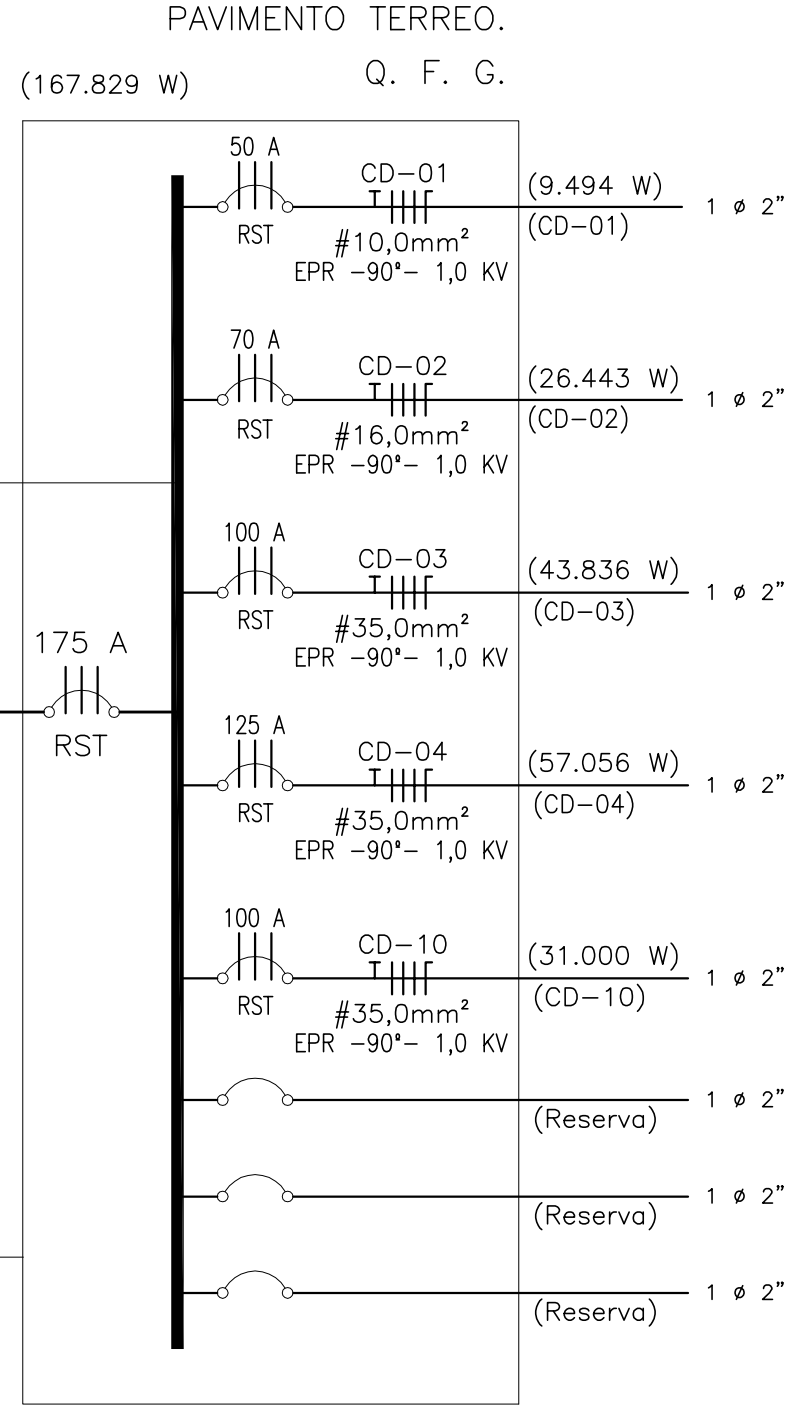 PAVIMENTO TERREO.
Q. F. G.
(167.829 W)
50 A
CD-01
(9.494 W)
1 ø 2"
RST
(CD-01)
#10,0mm²
EPR -90°- 1,0 KV
70 A
CD-02
(26.443 W)
1 ø 2"
RST
(CD-02)
#16,0mm²
EPR -90°- 1,0 KV
100 A
CD-03
(43.836 W)
1 ø 2"
RST
(CD-03)
#35,0mm²
EPR -90°- 1,0 KV
175 A
RST
125 A
CD-04
(57.056 W)
1 ø 2"
RST
(CD-04)
#35,0mm²
EPR -90°- 1,0 KV
100 A
CD-10
(31.000 W)
1 ø 2"
RST
(CD-10)
#35,0mm²
EPR -90°- 1,0 KV
1 ø 2"
(Reserva)
1 ø 2"
(Reserva)
1 ø 2"
(Reserva)